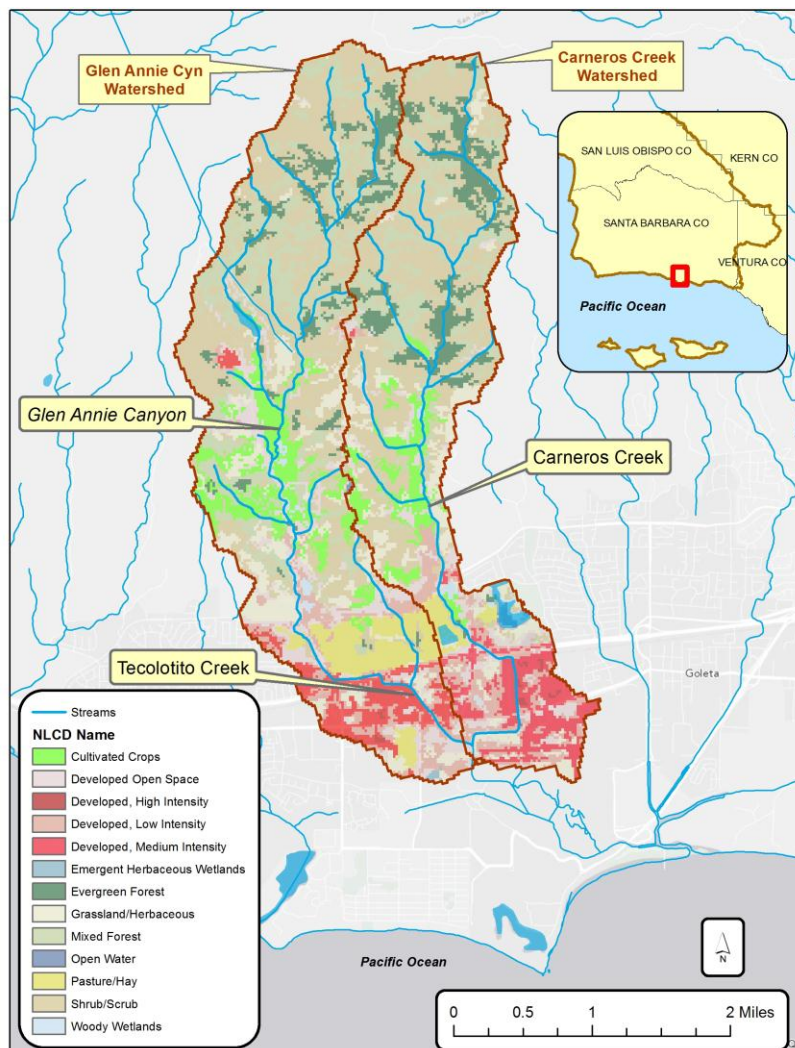 Glen Annie Cyn
Watershed
Carneros Creek
Watershed
SAN LUIS OBISPO CO
KERN CO
SANTA BARBARA CO
VENTURA CO
Pacific Ocean
Glen Annie Canyon
Carneros Creek
Tecolotito Creek
Goleta
Streams
NLCD Name
Cultivated Crops
Developed Open Space
Developed, High Intensity
Developed, Low Intensity
Developed, Medium Intensity
Emergent Herbaceous Wetlands
Evergreen Forest
Grassland/Herbaceous
Mixed Forest
Open Water
Pasture/Hay
Shrub/Scrub
Woody Wetlands
Pacific Ocean
N
0 0.5 1 2 Miles